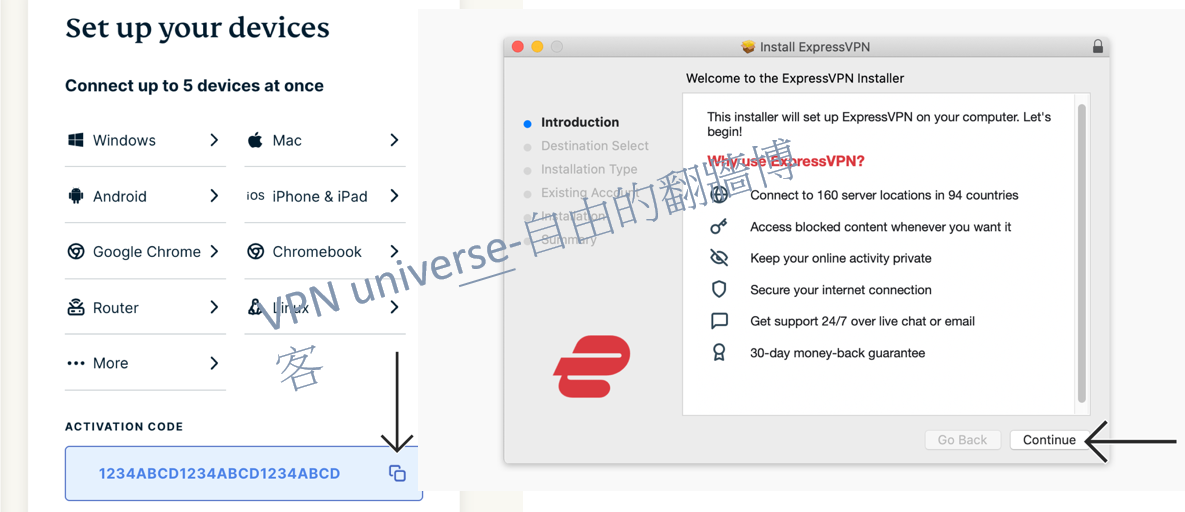 Set up your devices
Connect up to 5 devices at once
Windows
Mac
Android
iOS iPhone & iPad
Google Chrome
Chromebook
Router
Linux
More
ACTIVATION CODE
1234ABCD1234ABCD1234ABCD
Install ExpressVPN
Welcome to the ExpressVPN Installer
Introduction
Destination Select
Installation Type
Existing Account
Installation
Summary
This installer will set up ExpressVPN on your computer. Let's
begin!
Why use ExpressVPN?
Connect to 160 server locations in 94 countries
Access blocked content whenever you want it
Keep your online activity private
Secure your internet connection
Get support 24/7 over live chat or email
30-day money-back guarantee
Go Back
Continue
VPN universe-自由的翻牆博
客